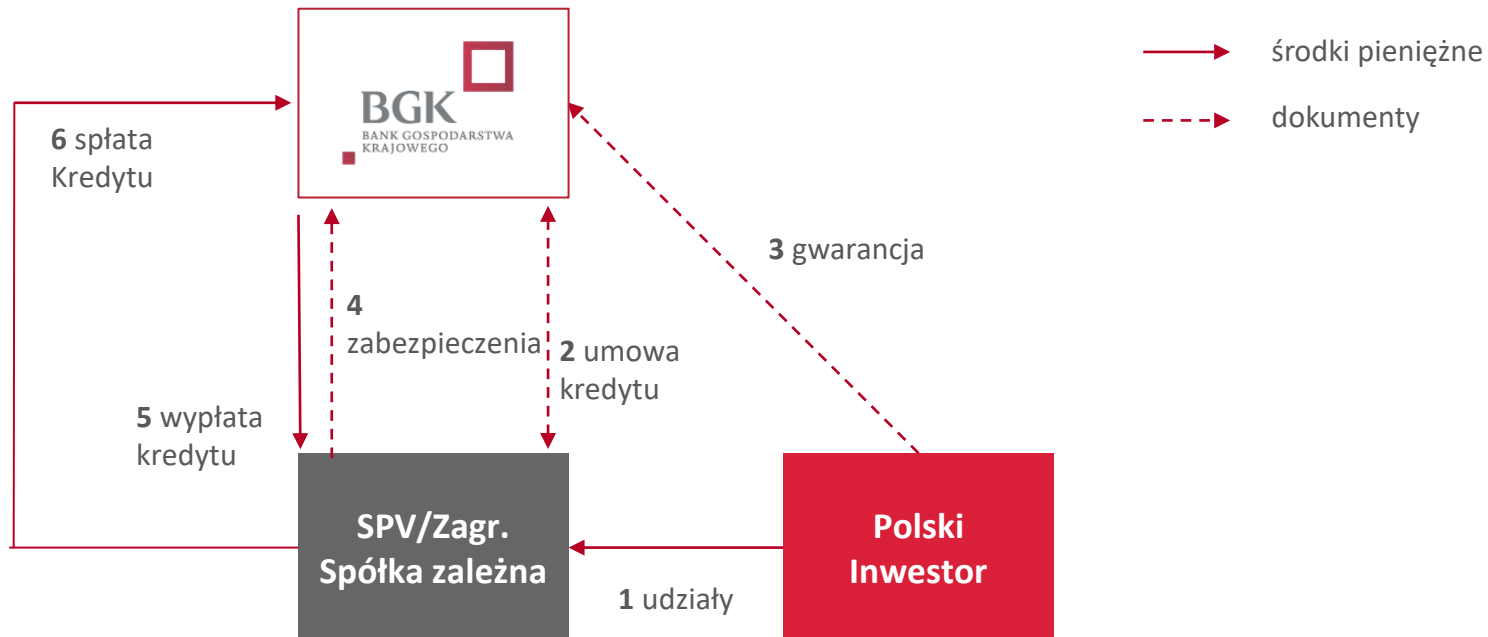 BGK
BANK GOSPODARSTWA
KRAJOWEGO
środki pieniężne
dokumenty
6 spłata
Kredytu
3 gwarancja
4
zabezpieczenia
2 umowa
kredytu
5 wypłata
kredytu
SPV/Zagr.
Spółka zależna
Polski
Inwestor
1 udziały